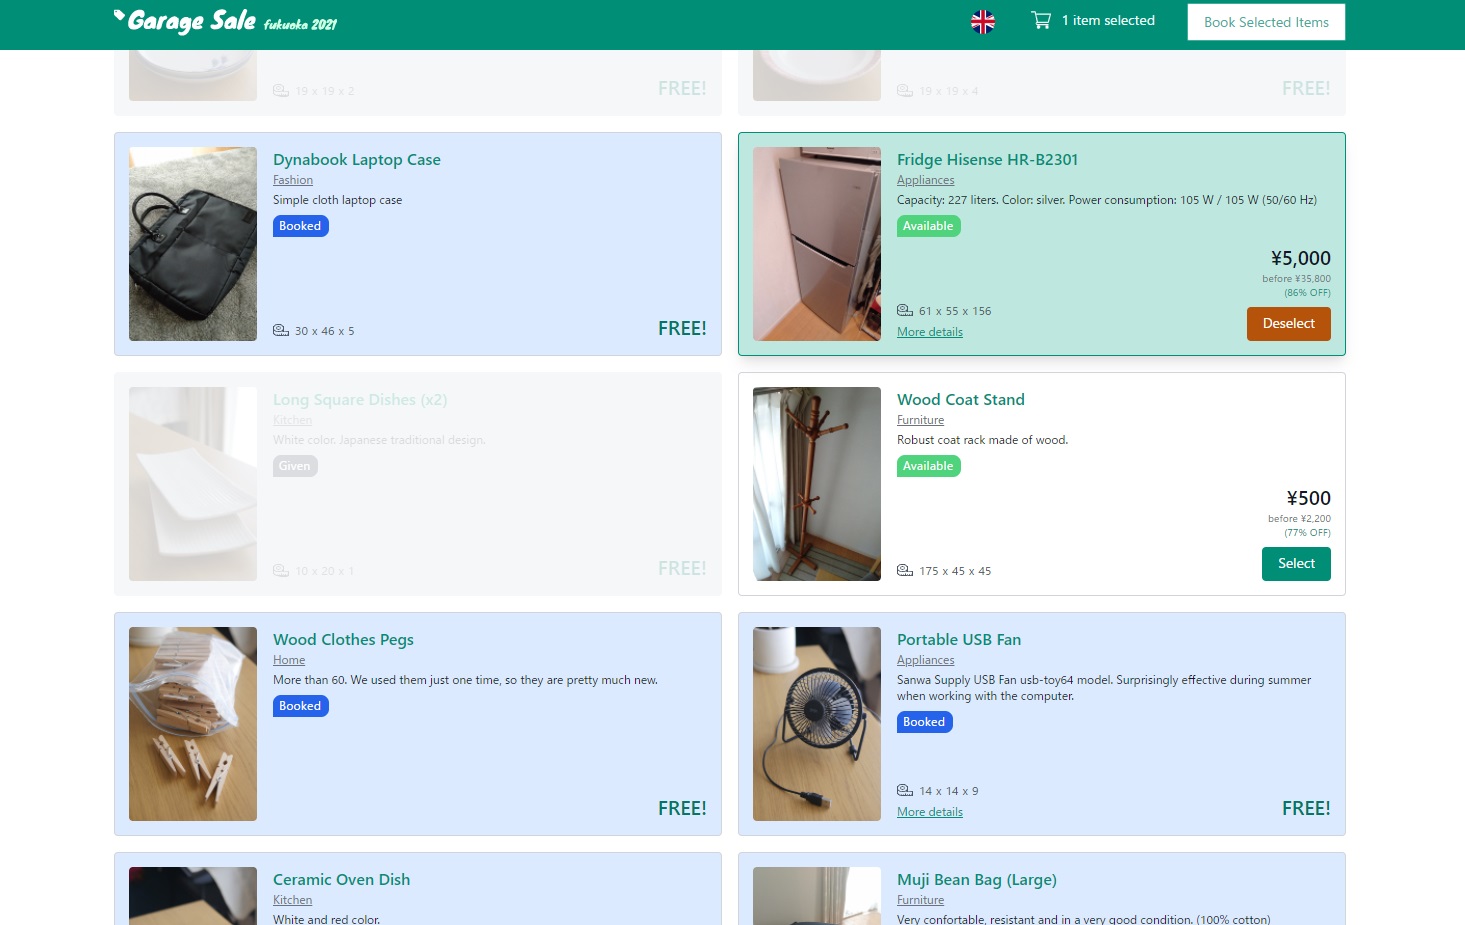 Garage Sale fukuoka 2021
1 item selected
Book Selected Items
19 x 19 x 2
FREE!
19 x 19 x 4
FREE!
Dynabook Laptop Case
Fashion
Simple cloth laptop case
Booked
30 x 46 x 5
FREE!
Fridge Hisense HR-B2301
Appliances
Capacity: 227 liters. Color: silver. Power consumption: 105 W / 105 W (50/60 Hz)
Available
¥5,000
before ¥35,800
(86% OFF)
61 x 55 x 156
More details
Deselect
Long Square Dishes (x2)
Kitchen
White color. Japanese traditional design.
Given
10 x 20 x 1
FREE!
Wood Coat Stand
Furniture
Robust coat rack made of wood.
Available
¥500
before ¥2,200
(77% OFF)
175 x 45 x 45
Select
Wood Clothes Pegs
Home
More than 60. We used them just one time, so they are pretty much new.
Booked
FREE!
Portable USB Fan
Appliances
Sanwa Supply USB Fan usb-toy64 model. Surprisingly effective during summer
when working with the computer.
Booked
14 x 14 x 9
More details
FREE!
Ceramic Oven Dish
Kitchen
White and red color.
Muji Bean Bag (Large)
Furniture
Very confortable, resistant and in a very good condition. (100% cotton)